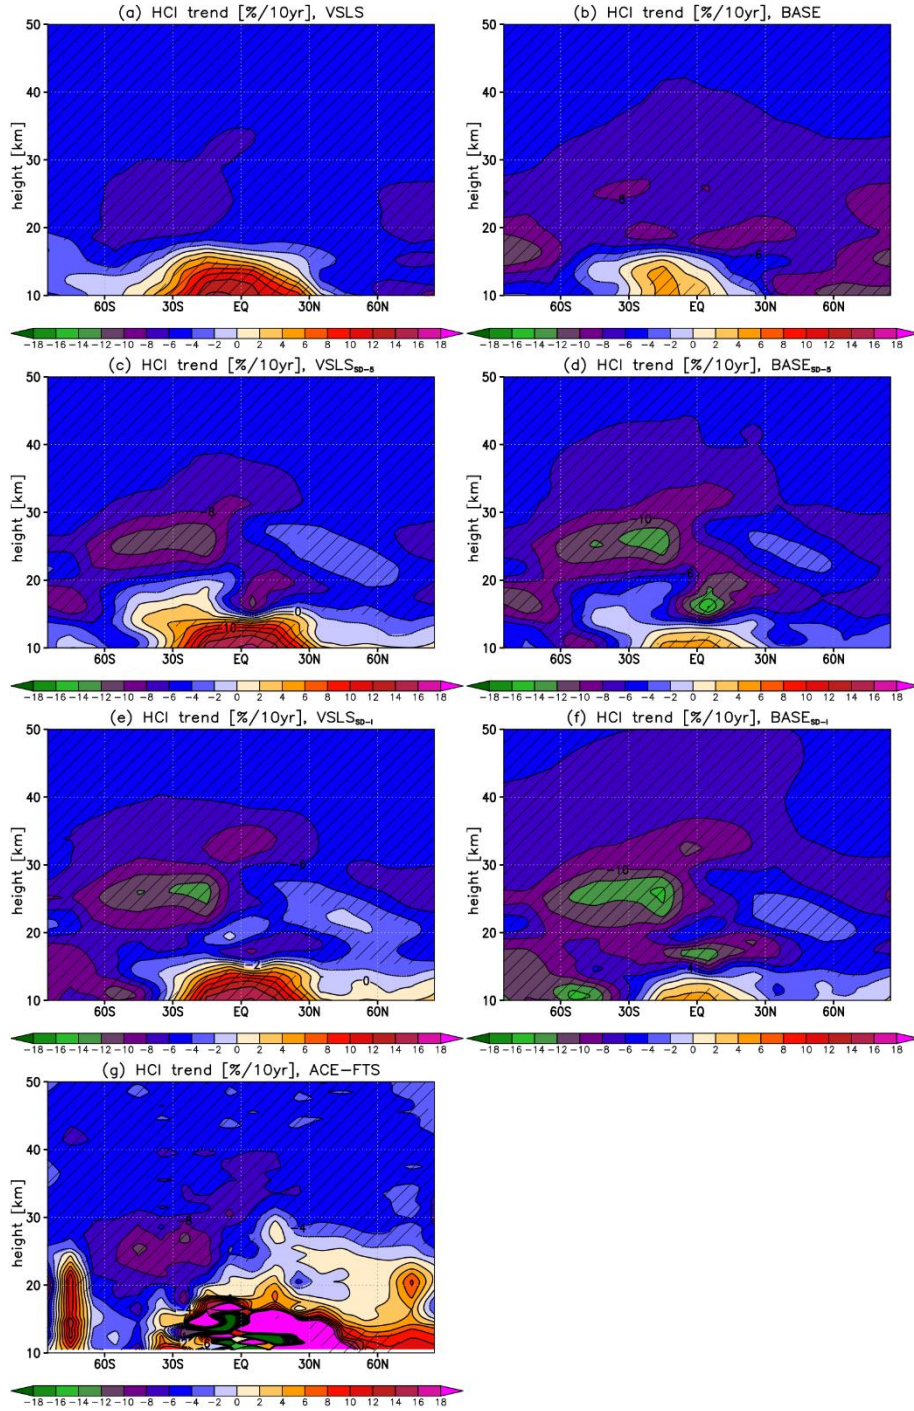 (a) HCl trend [%/10yr], VSLS
(b) HCl trend [%/10yr], BASE
50 50
40 40
height [km] height [km]
30 30
-8
20 20
6
10 10
60S 30S EQ 30N 60N 60S 30S EQ 30N 60N
-18 -16 -14 -12 -10 -8 -6 -4 -2 0 2 4 6 8 10 12 14 16 18
-18 -16 -14 -12 -10 -8 -6 -4 -2 0 2 4 6 8 10 12 14 16 18
(c) HCl trend [%/10yr], VSLS SD-5
(d) HCl trend [%/10yr], BASE SD-5
50 50
40 40
height [km] height [km]
30 30
-8 -10
20 20
0
10
10 10
60S 30S EQ 30N 60N 60S 30S EQ 30N 60N
-18 -16 -14 -12 -10 -8 -6 -4 -2 0 2 4 6 8 10 12 14 16 18
-18 -16 -14 -12 -10 -8 -6 -4 -2 0 2 4 6 8 10 12 14 16 18
(e) HCl trend [%/10yr], VSLS SD-I
(f) HCl trend [%/10yr], BASE SD-I
50 50
40 40
height [km] height [km]
30 30
-10
20 20
-2
0
10 10
60S 30S EQ 30N 60N 60S 30S EQ 30N 60N
-18 -16 -14 -12 -10 -8 -6 -4 -2 0 2 4 6 8 10 12 14 16 18
-18 -16 -14 -12 -10 -8 -6 -4 -2 0 2 4 6 8 10 12 14 16 18
(g) HCl trend [%/10yr], ACE-FTS
50
40
height [km]
30
-4
20
10
60S 30S EQ 30N 60N
-18 -16 -14 -12 -10 -8 -6 -4 -2 0 2 4 6 8 10 12 14 16 18